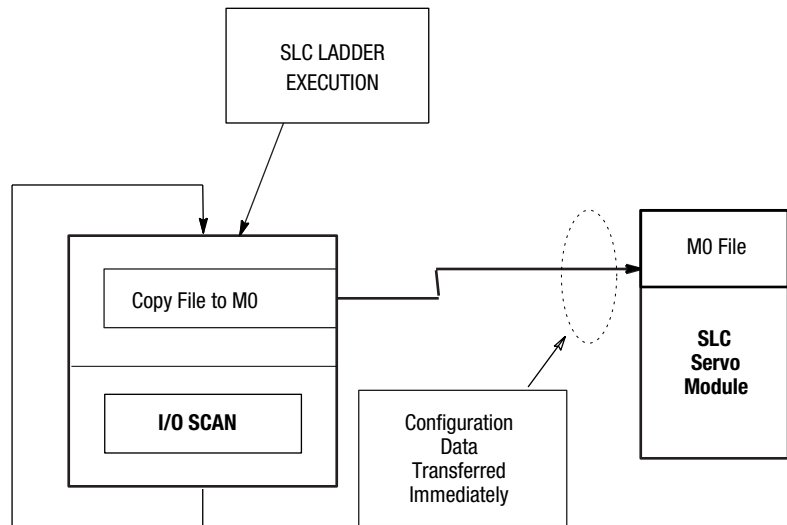 SLC LADDER
EXECUTION
Copy File to M0
I/O SCAN
Configuration
Data
Transferred
Immediately
M0 File
SLC
Servo
Module